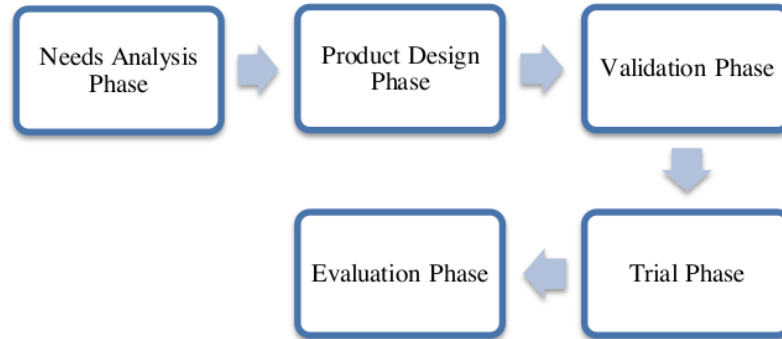 Needs Analysis
Phase
Product Design
Phase
Validation Phase
Trial Phase
Evaluation Phase